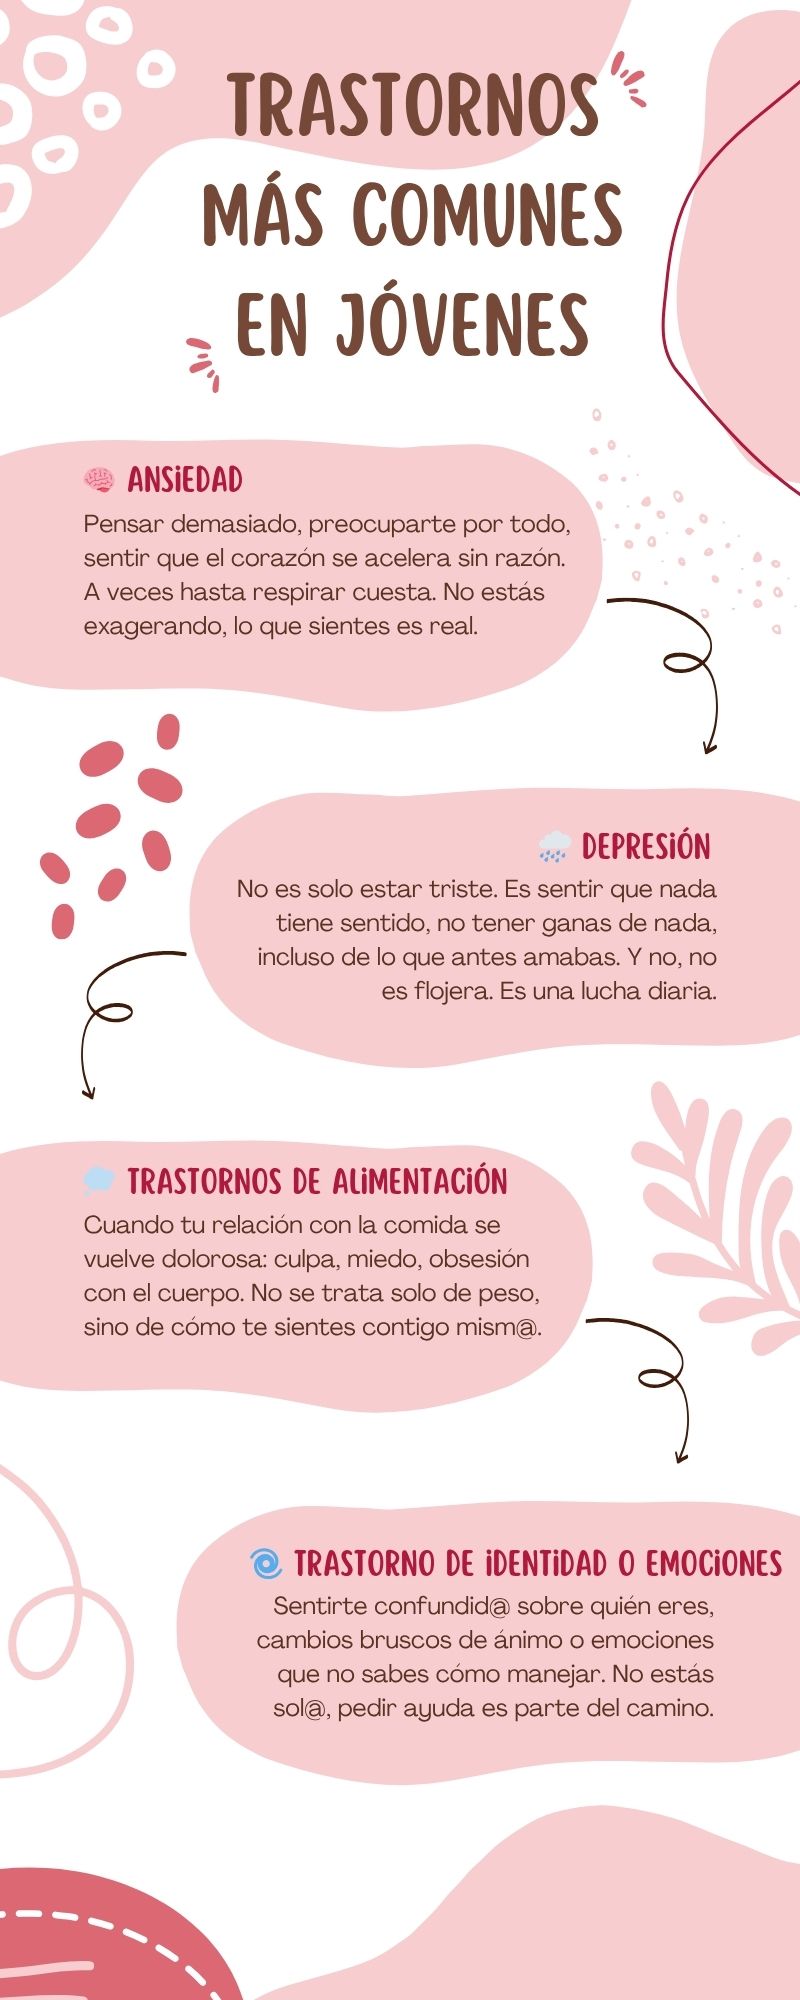 TRASTORNOS
MÁS COMUNES
EN JÓVENES
🧠 ANSiEDAD
Pensar demasiado, preocuparte por todo,
sentir que el corazón se acelera sin razón.
A veces hasta respirar cuesta. No estás
exagerando, lo que sientes es real.
🌧️ DEPRESiÓN
No es solo estar triste. Es sentir que nada
tiene sentido, no tener ganas de nada,
incluso de lo que antes amabas. Y no, no
es flojera. Es una lucha diaria.
💭 TRASTORNOS DE ALiMENTACiÓN
Cuando tu relación con la comida se
vuelve dolorosa: culpa, miedo, obsesión
con el cuerpo. No se trata solo de peso,
sino de cómo te sientes contigo mism@.
🌀 TRASTORNO DE iDENTiDAD O EMOCiONES
Sentirte confundid@ sobre quién eres,
cambios bruscos de ánimo o emociones
que no sabes cómo manejar. No estás
sol@, pedir ayuda es parte del camino.